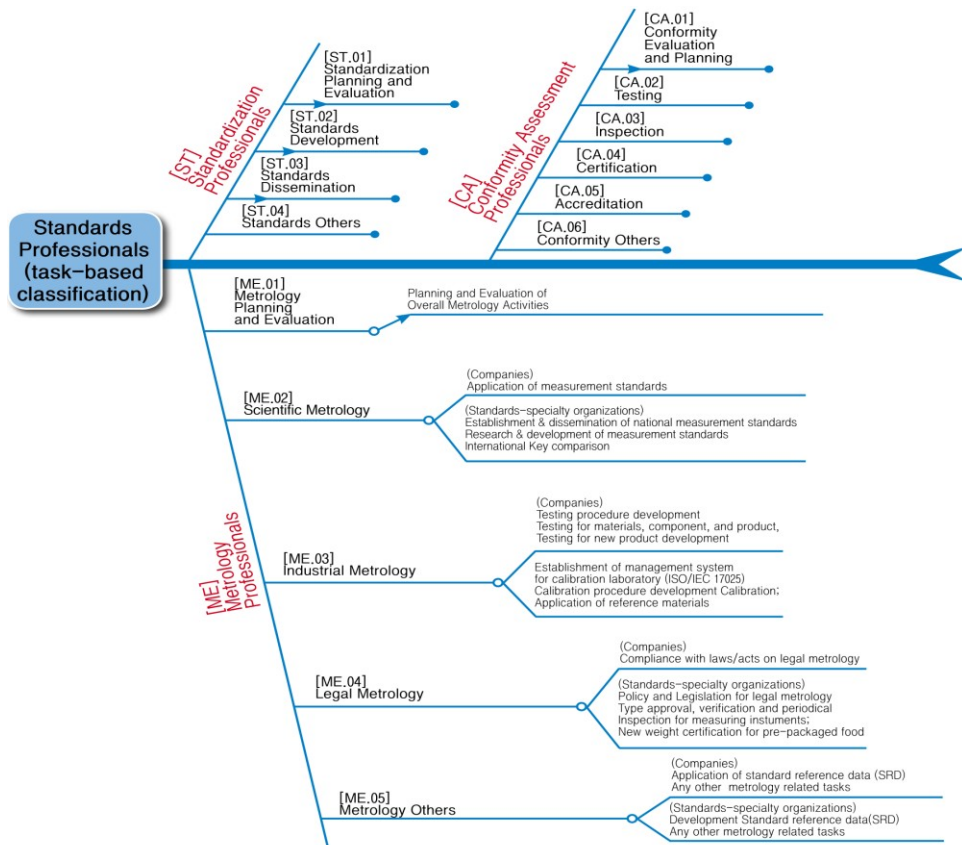 Standards
Professionals
(task-based
classification)
[ST]
Standardization
Professionals
[ST.01]
Standardization
Planning and
Evaluation
[ST.02]
Standards
Development
[ST.03]
Standards
Dissemination
[ST.04]
Standards Others
[CA]
Conformity Assessment
Professionals
[CA.01]
Conformity
Evaluation
and Planning
[CA.02]
Testing
[CA.03]
Inspection
[CA.04]
Certification
[CA.05]
Accreditation
[CA.06]
Conformity Others
[ME]
Metrology
Professionals
[ME.01]
Metrology
Planning
and Evaluation
Planning and Evaluation of
Overall Metrology Activities
[ME.02]
Scientific Metrology
(Companies)
Application of measurement standards
(Standards-specialty organizations)
Establishment & dissemination of national measurement standards
Research & development of measurement standards
International Key comparison
[ME.03]
Industrial Metrology
(Companies)
Testing procedure development
Testing for materials, component, and product,
Testing for new product development
Establishment of management system
for calibration laboratory (ISO/IEC 17025)
Calibration procedure development Calibration;
Application of reference materials
[ME.04]
Legal Metrology
(Companies)
Compliance with laws/acts on legal metrology
(Standards-specialty organizations)
Policy and Legislation for legal metrology
Type approval, verification and periodical
Inspection for measuring instuments;
New weight certification for pre-packaged food
[ME.05]
Metrology Others
(Companies)
Application of standard reference data (SRD)
Any other metrology related tasks
(Standards-specialty organizations)
Development Standard reference data(SRD)
Any other metrology related tasks